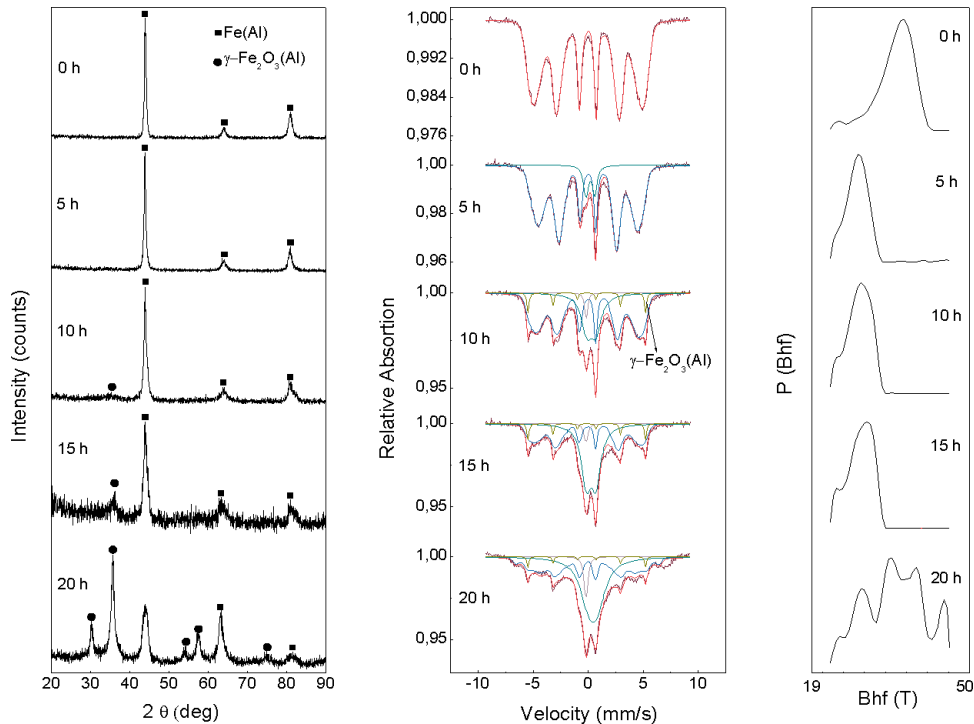 ■ Fe(Al)
● γ–Fe2O3(Al)
0 h
5 h
10 h
15 h
20 h
Intensity (counts)
20 30 40 50 60 70 80 90
2 θ (deg)
1,000
0,992
0,984
0,976
0 h
1,00
0,98
0,96
5 h
1,00
0,95
10 h
γ–Fe2O3(Al)
1,00
0,95
15 h
1,00
0,95
20 h
Relative Absortion
-10 -5 0 5 10
Velocity (mm/s)
0 h
5 h
10 h
15 h
20 h
P (Bhf)
19 50
Bhf (T)